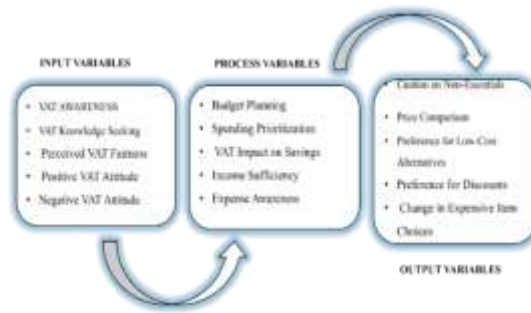 INPUT VARIABLES
VAT AWARENESS
VAT Knowledge Seeking
Perceived VAT Fairness
Positive VAT Attitude
Negative VAT Attitude
PROCESS VARIABLES
Budget Planning
Spending Prioritization
VAT Impact on Savings
Income Sufficiency
Expense Awareness
Caution on Non-Essentials
Price Comparison
Preference for Low-Cost
Alternatives
Preference for Discounts
Change in Expensive Item
Choices
OUTPUT VARIABLES